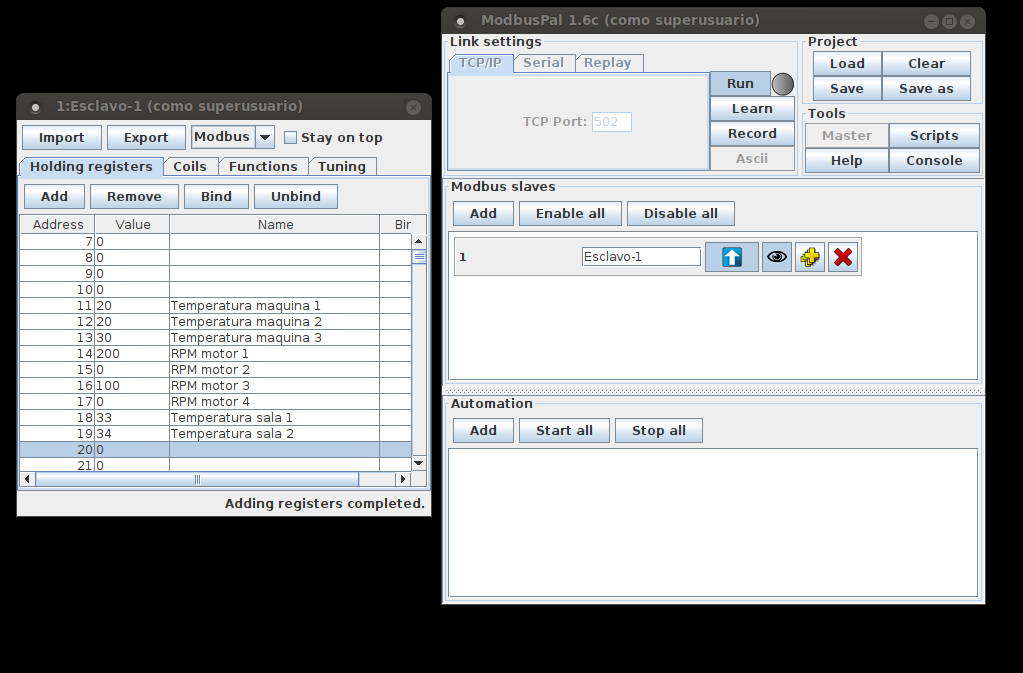 1:Esclavo-1 (como superusuario)
Import Export Modbus Stay on top
Holding registers Coils Functions Tuning
Add Remove Bind Unbind
Address Value Name Bir
7 0
8 0
9 0
10 0
11 20 Temperatura maquina 1
12 20 Temperatura maquina 2
13 30 Temperatura maquina 3
14 200 RPM motor 1
15 0 RPM motor 2
16 100 RPM motor 3
17 0 RPM motor 4
18 33 Temperatura sala 1
19 34 Temperatura sala 2
20 0
21 0
Adding registers completed.
ModbusPal 1.6c (como superusuario)
Link settings
TCP/IP Serial Replay
TCP Port: 502
Run
Learn
Record
Ascii
Project
Load Clear
Save Save as
Tools
Master Scripts
Help Console
Modbus slaves
Add Enable all Disable all
1 Esclavo-1
Automation
Add Start all Stop all